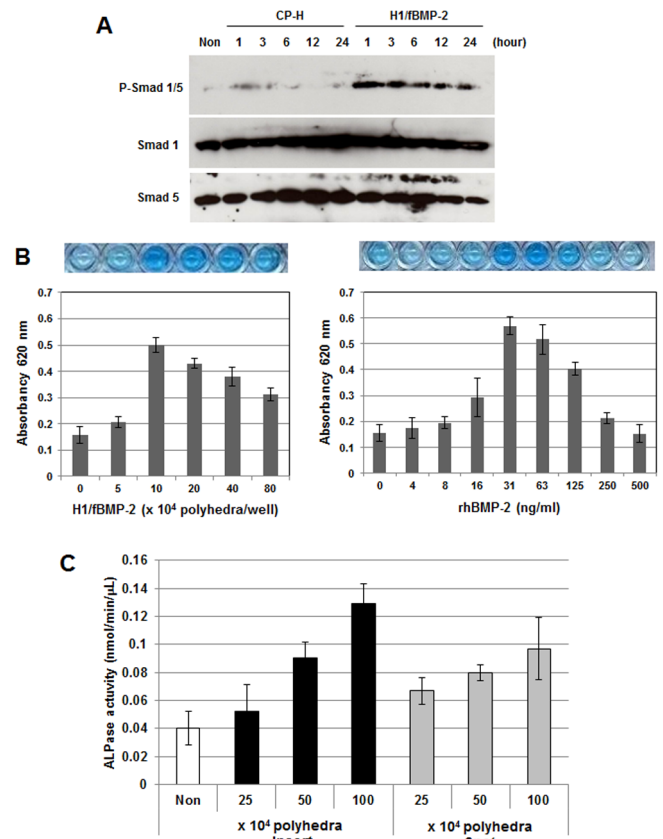 A
CP-H H1/fBMP-2
Non 1 3 6 12 24 1 3 6 12 24 (hour)
P-Smad 1/5
Smad 1
Smad 5
B
0.7
0.6
0.5
0.4
0.3
0.2
0.1
0
Absorbancy 620 nm
0 5 10 20 40 80
H1/fBMP-2 (x 10⁴ polyhedra/well)
0.7
0.6
0.5
0.4
0.3
0.2
0.1
0
Absorbancy 620 nm
0 4 8 16 31 63 125 250 500
rhBMP-2 (ng/ml)
C
0.16
0.14
0.12
0.1
0.08
0.06
0.04
0.02
0
ALPase actuvity (nmol/min/μL)
Non 25 50 100 25 50 100
x 10⁴ polyhedra x 10⁴ polyhedra